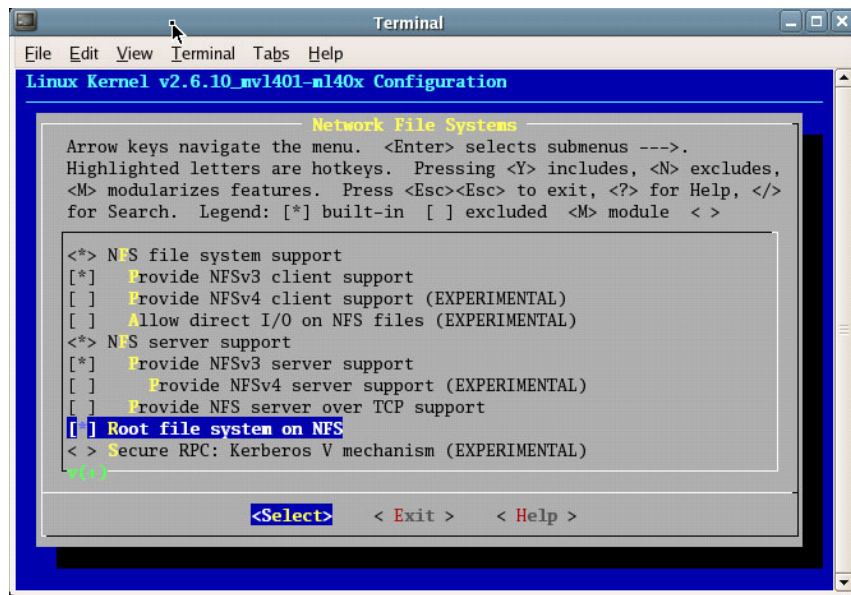 Terminal
File Edit View Terminal Tabs Help
Linux Kernel v2.6.10_mvl401-ml40x Configuration
Network File Systems
Arrow keys navigate the menu. <Enter> selects submenus --->.
Highlighted letters are hotkeys. Pressing <Y> includes, <N> excludes,
<M> modularizes features. Press <Esc><Esc> to exit, <?> for Help, </>
for Search. Legend: [*] built-in [ ] excluded <M> module < >
<*> NFS file system support
[*] Provide NFSv3 client support
[ ] Provide NFSv4 client support (EXPERIMENTAL)
[ ] Allow direct I/O on NFS files (EXPERIMENTAL)
<*> NFS server support
[*] Provide NFSv3 server support
[ ] Provide NFSv4 server support (EXPERIMENTAL)
[ ] Provide NFS server over TCP support
[*] Root file system on NFS
< > Secure RPC: Kerberos V mechanism (EXPERIMENTAL)
v(+)
<Select> < Exit > < Help >